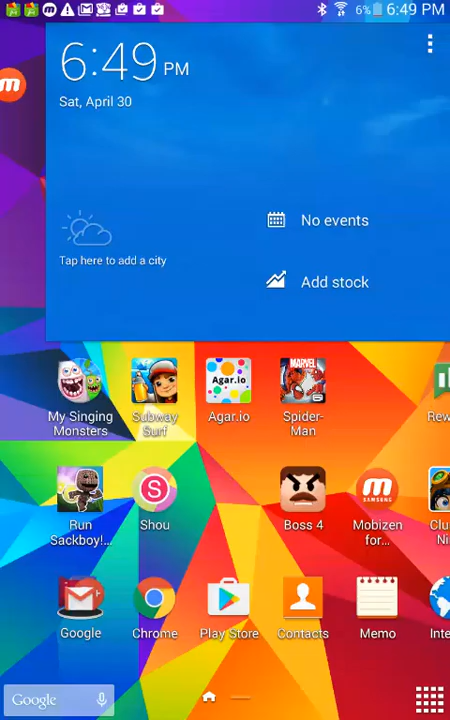 6% 6:49 PM
6:49 PM
Sat, April 30
No events
Tap here to add a city
Add stock
MARVEL
Agar.io
My Singing
Monsters
Subway
Surf
Agar.io
Spider-
Man
Rew
S
SAMSUNG
Run
Sackboy!...
Shou
Boss 4
Mobizen
for...
Clu
Ni
Google
Chrome
Play Store
Contacts
Memo
Inte
Google